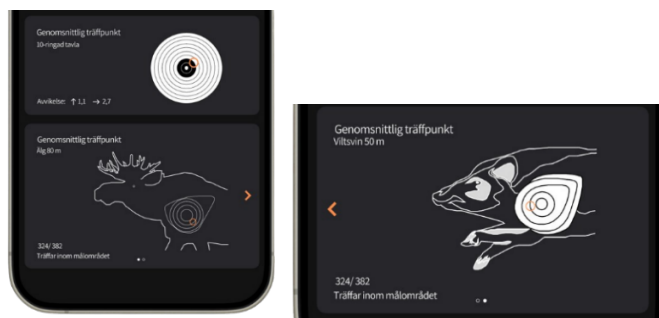 Genomsnittlig träffpunkt
10-ringad tavla
Avvikelse: ↑ 1,1 → 2,7
Genomsnittlig träffpunkt
Älg 80 m
324/ 382
Träffar inom målområdet
Genomsnittlig träffpunkt
Viltsvin 50 m
324/ 382
Träffar inom målområdet